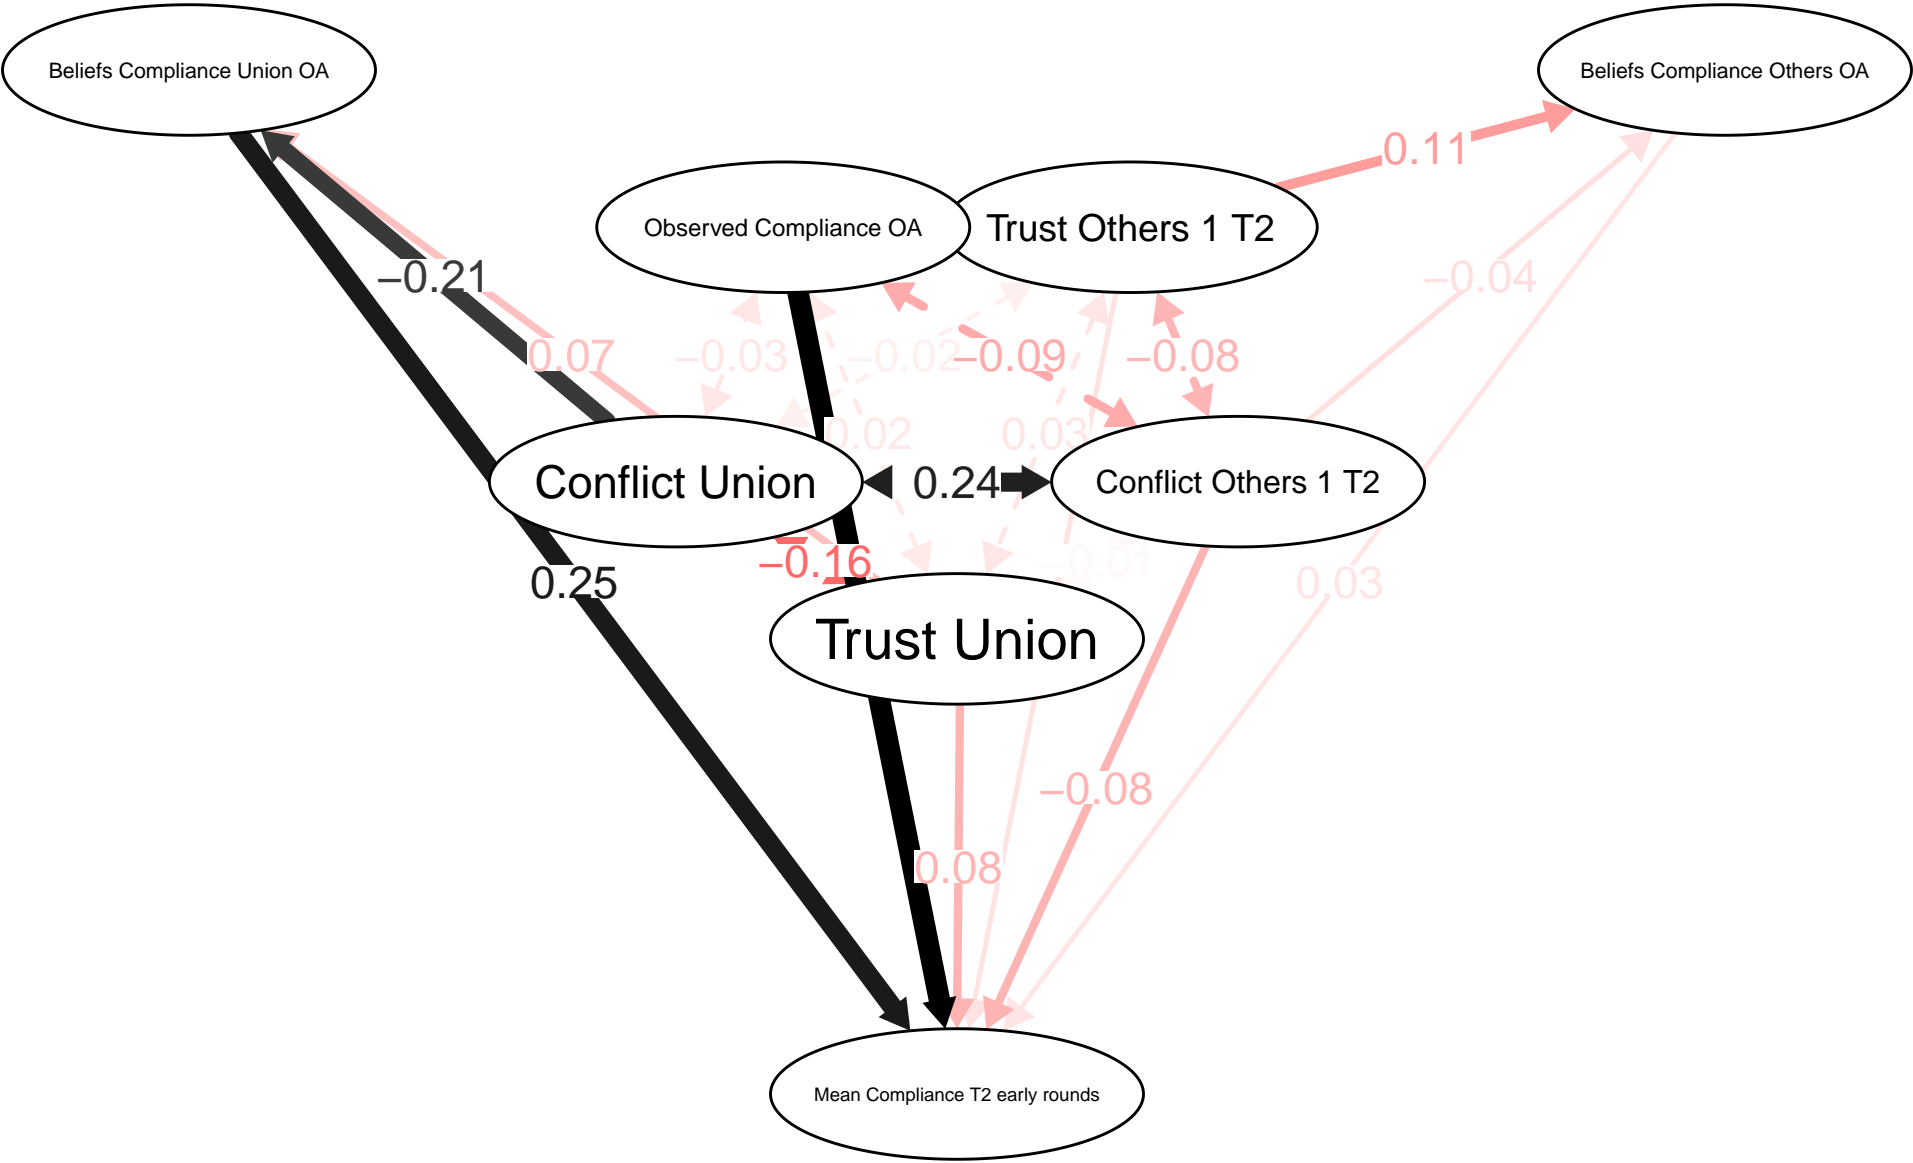 Beliefs Compliance Union OA
Beliefs Compliance Others OA
0.11
Observed Compliance OA
Trust Others 1 T2
−0.21
−0.04
0.07
−0.03
−0.02
−0.09
−0.08
0.02
0.03
Conflict Union
0.24
Conflict Others 1 T2
−0.16
−0.01
0.25
0.03
Trust Union
−0.08
0.08
Mean Compliance T2 early rounds